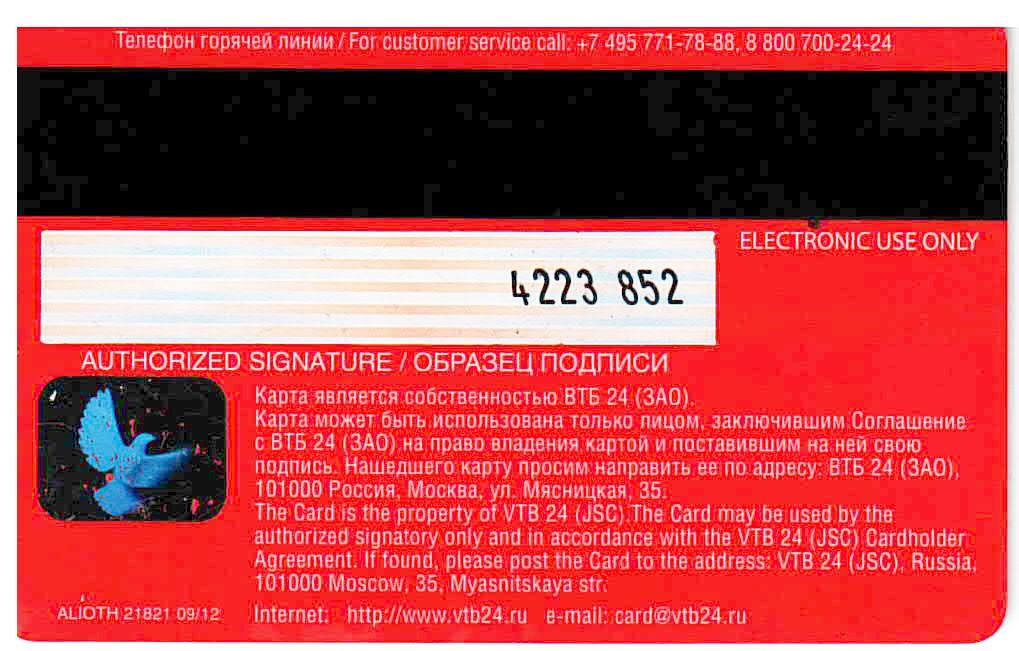 Телефон горячей линии / For customer service call: +7 495 771-78-88, 8 800 700-24-24
ELECTRONIC USE ONLY
4223 852
AUTHORIZED SIGNATURE / ОБРАЗЕЦ ПОДПИСИ
Карта является собственностью ВТБ 24 (ЗАО).
Карта может быть использована только лицом, заключившим Соглашение
с ВТБ 24 (ЗАО) на право владения картой и поставившим на ней свою
подпись. Нашедшего карту просим направить ее по адресу: ВТБ 24 (ЗАО),
101000 Россия, Москва, ул. Мясницкая, 35.
The Card is the property of VTB 24 (JSC).The Card may be used by the
authorized signatory only and in accordance with the VTB 24 (JSC) Cardholder
Agreement. If found, please post the Card to the address: VTB 24 (JSC), Russia,
101000 Moscow, 35, Myasnitskaya str.
ALIOTH 21821 09/12
Internet: http://www.vtb24.ru e-mail: card@vtb24.ru